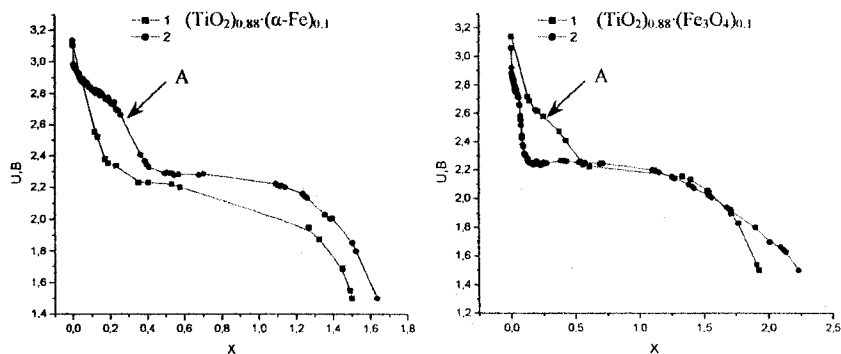 1 (TiO₂)₀,₈₈·(α-Fe)₀.₁
2
3,4
3,2
3,0
2,8
2,6
2,4
2,2
2,0
1,8
1,6
1,4
U,B
A
0,0 0,2 0,4 0,6 0,8 1,0 1,2 1,4 1,6 1,8
X
1 (TiO₂)₀.₈₈·(Fe₃O₄)₀.₁
2
3,2
3,0
2,8
2,6
2,4
2,2
2,0
1,8
1,6
1,4
1,2
U,B
A
0,0 0,5 1,0 1,5 2,0 2,5
X